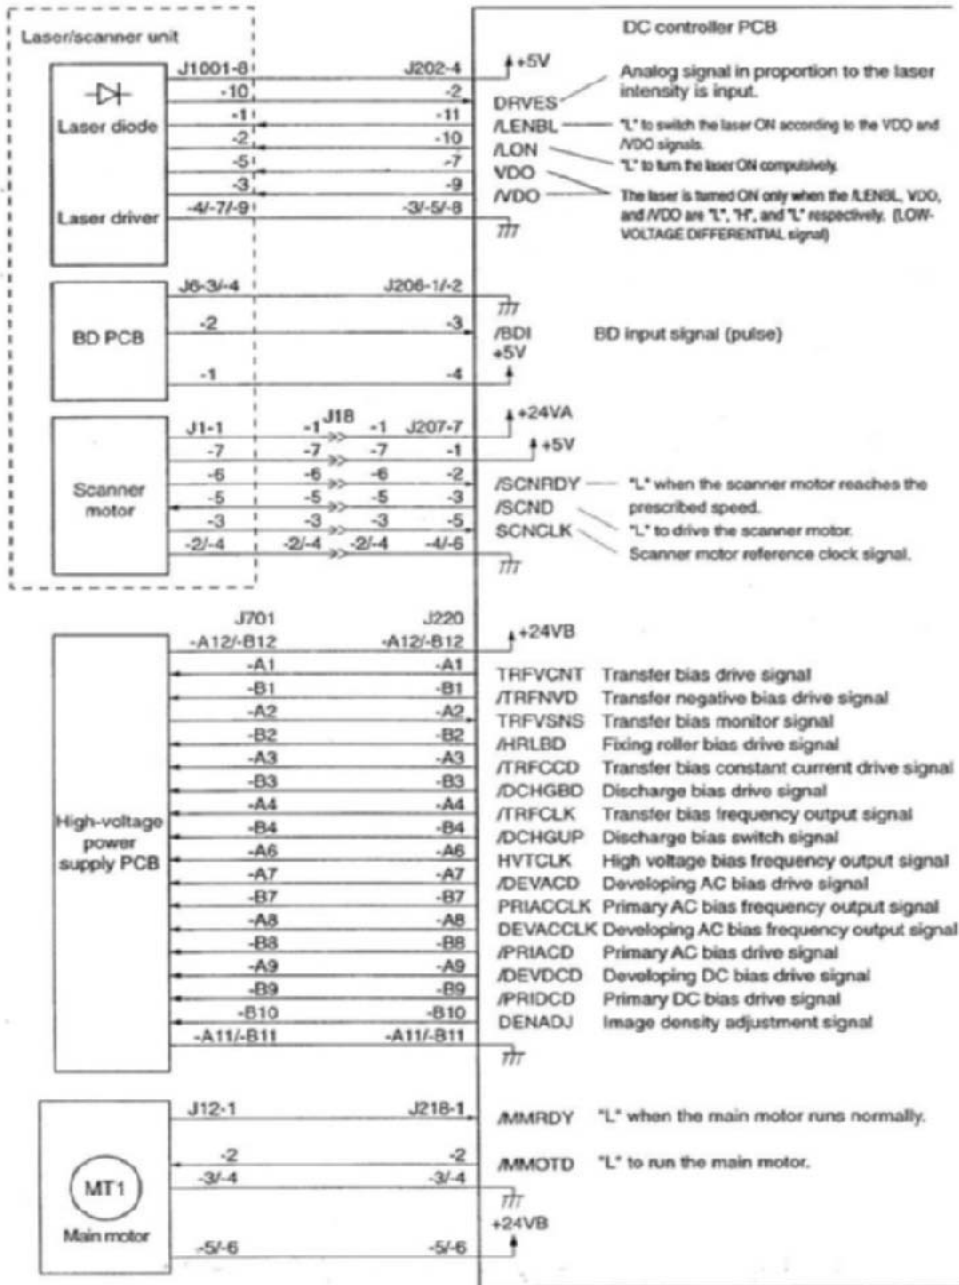 DC controller PCB
Laser/scanner unit
J1001-8 J202-4 +5V
-10 -2 DRVES Analog signal in proportion to the laser
intensity is input.
Laser diode
-1 -11 /LENBL "L" to switch the laser ON according to the VDO and
/VDO signals.
-2 -10 /LON "L" to turn the laser ON compulsively.
-5 -7 VDO
-3 -9 /VDO The laser is turned ON only when the /LENBL, VDO,
and /VDO are "L", "H", and "L" respectively. (LOW-
VOLTAGE DIFFERENTIAL signal)
Laser driver
-4/-7/-9 -3/-5/-8
J6-3/-4 J206-1/-2
BD PCB
-2 -3 /BDI BD input signal (pulse)
+5V
-1 -4
J18 +24VA
J1-1 -1 -1 J207-7
-7 -7 -7 -1 +5V
-6 -6 -6 -2 /SCNRDY "L" when the scanner motor reaches the
prescribed speed.
Scanner
motor
-5 -5 -5 -3 /SCND "L" to drive the scanner motor.
-3 -3 -3 -5 SCNCLK Scanner motor reference clock signal.
-2/-4 -2/-4 -2/-4 -4/-6
J701 J220
-A12/-B12 -A12/-B12 +24VB
-A1 -A1 TRFVCNT Transfer bias drive signal
-B1 -B1 /TRFNVD Transfer negative bias drive signal
-A2 -A2 TRFVSNS Transfer bias monitor signal
-B2 -B2 /HRLBD Fixing roller bias drive signal
-A3 -A3 /TRFCCD Transfer bias constant current drive signal
-B3 -B3 /DCHGBD Discharge bias drive signal
-A4 -A4 /TRFCLK Transfer bias frequency output signal
High-voltage
power
supply PCB
-B4 -B4 /DCHGUP Discharge bias switch signal
-A6 -A6 HVTCLK High voltage bias frequency output signal
-A7 -A7 /DEVACD Developing AC bias drive signal
-B7 -B7 PRIACCLK Primary AC bias frequency output signal
-A8 -A8 DEVACCLK Developing AC bias frequency output signal
-B8 -B8 /PRIACD Primary AC bias drive signal
-A9 -A9 /DEVDCD Developing DC bias drive signal
-B9 -B9 /PRIDCD Primary DC bias drive signal
-B10 -B10 DENADJ Image density adjustment signal
-A11/-B11 -A11/-B11
J12-1 J218-1 /MMRDY "L" when the main motor runs normally.
-2 -2 /MMOTD "L" to run the main motor.
MT1
-3/-4 -3/-4
Main motor
+24VB
-5/-6 -5/-6